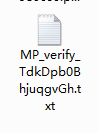 MP_verify_
TdkDpb0B
hjuqgvGh.t
xt